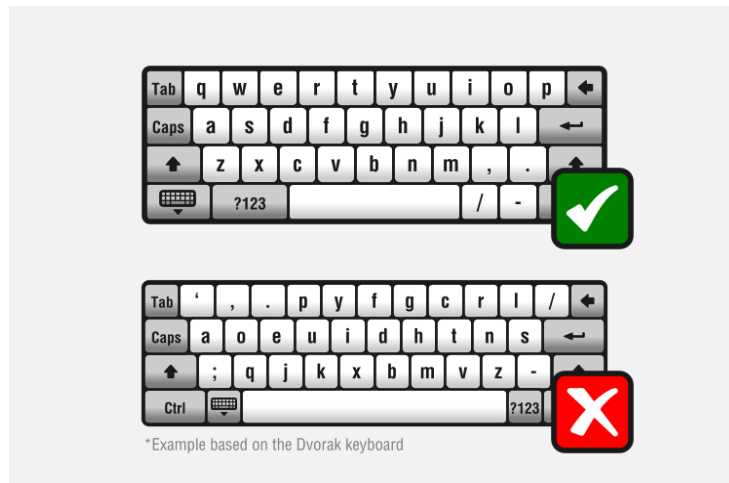 Tab q w e r t y u i o p
Caps a s d f g h j k l
z x c v b n m , .
?123 / -
Tab ‘ , . p y f g c r l /
Caps a o e u i d h t n s
; q j k x b m v z -
Ctrl ?123
*Example based on the Dvorak keyboard